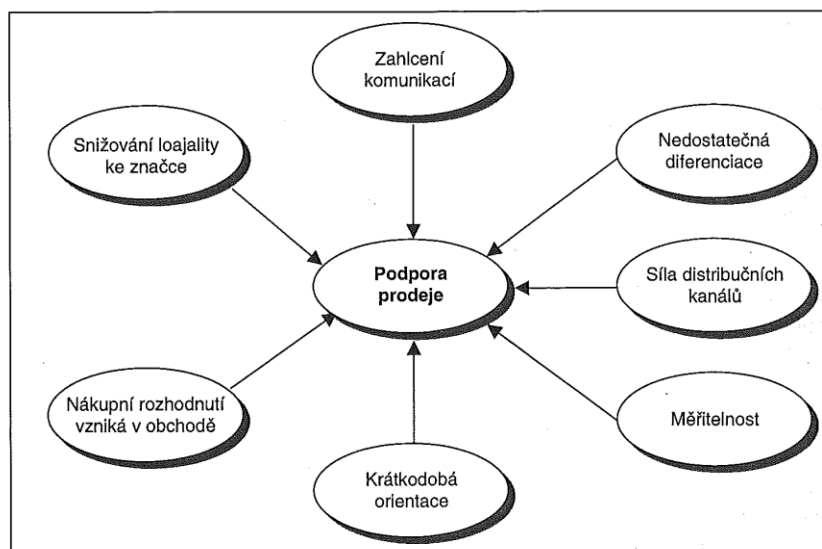 Zahlcení
komunikací
Snižování loajality
ke značce
Nedostatečná
diferenciace
Podpora
prodeje
Síla distribučních
kanálů
Nákupní rozhodnutí
vzniká v obchodě
Měřitelnost
Krátkodobá
orientace